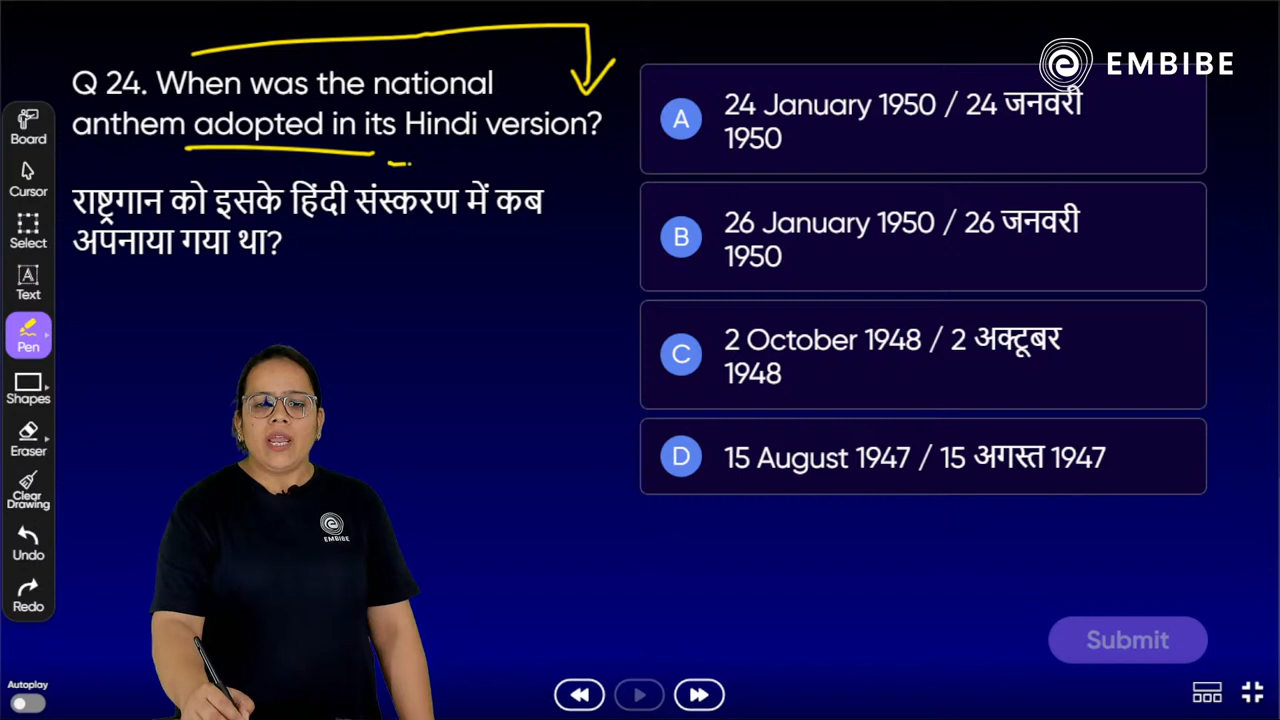 EMBIBE
Q 24. When was the national
anthem adopted in its Hindi version?
राष्ट्रगान को इसके हिंदी संस्करण में कब
अपनाया गया था?
A
24 January 1950 / 24 जनवरी
1950
B
26 January 1950 / 26 जनवरी
1950
C
2 October 1948 / 2 अक्टूबर
1948
D
15 August 1947 / 15 अगस्त 1947
Board
Cursor
Select
A
Text
Pen
Shapes
Eraser
Clear
Drawing
Undo
Redo
EMBIBE
Submit
Autoplay